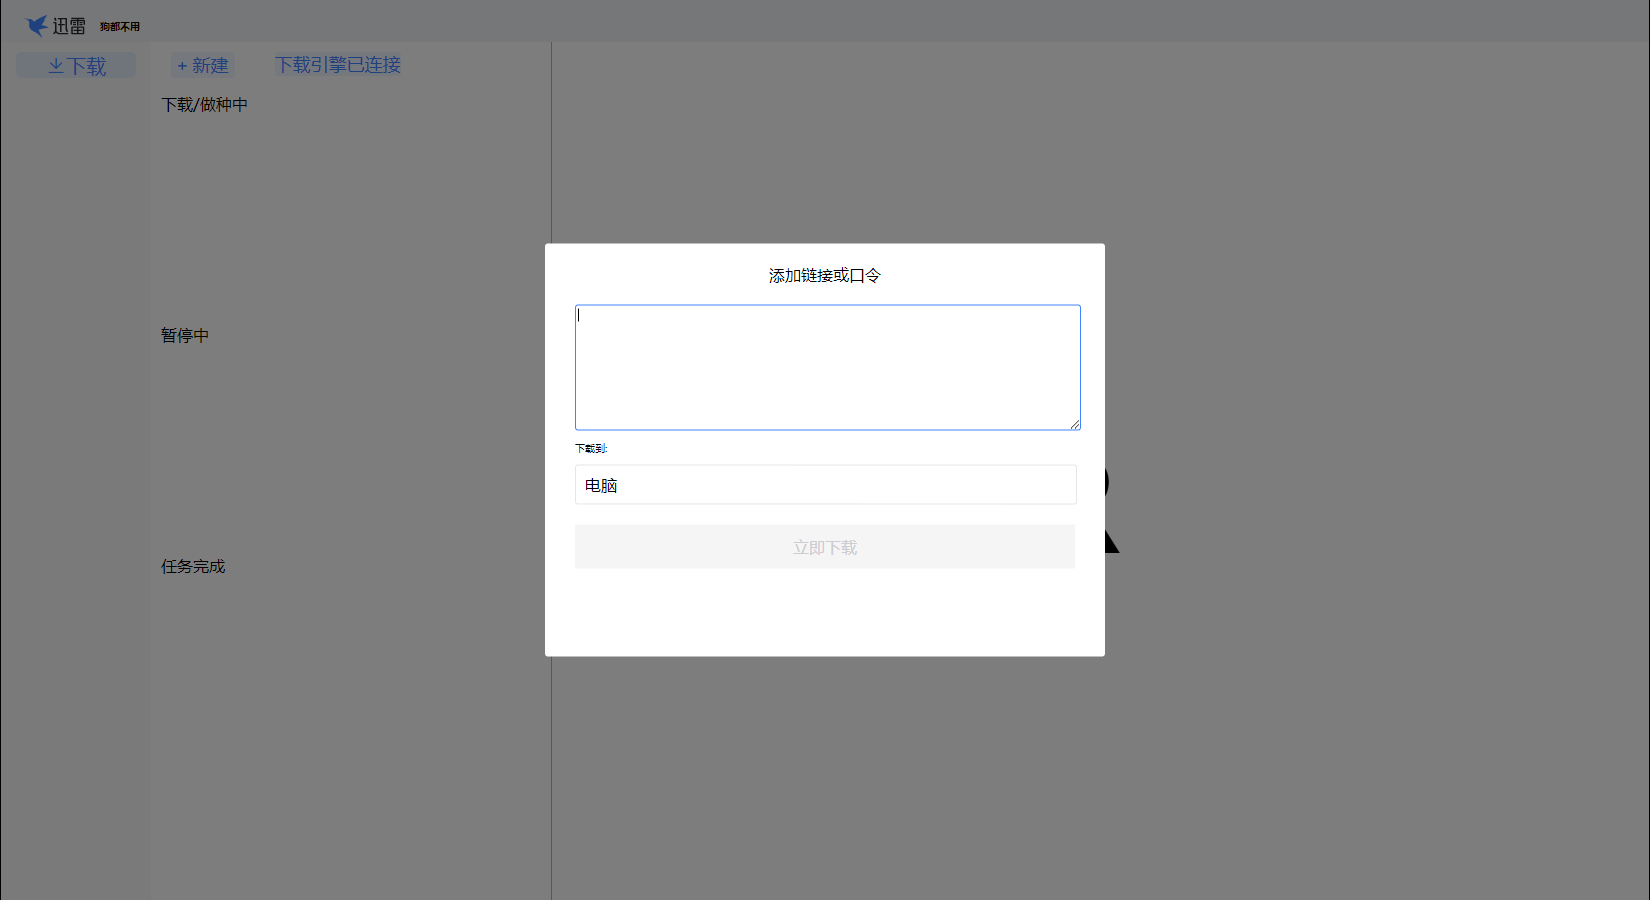 迅雷 狗都不用
下载
+ 新建 下载引擎已连接
下载/做种中
暂停中
任务完成
添加链接或口令
下载到:
电脑
立即下载